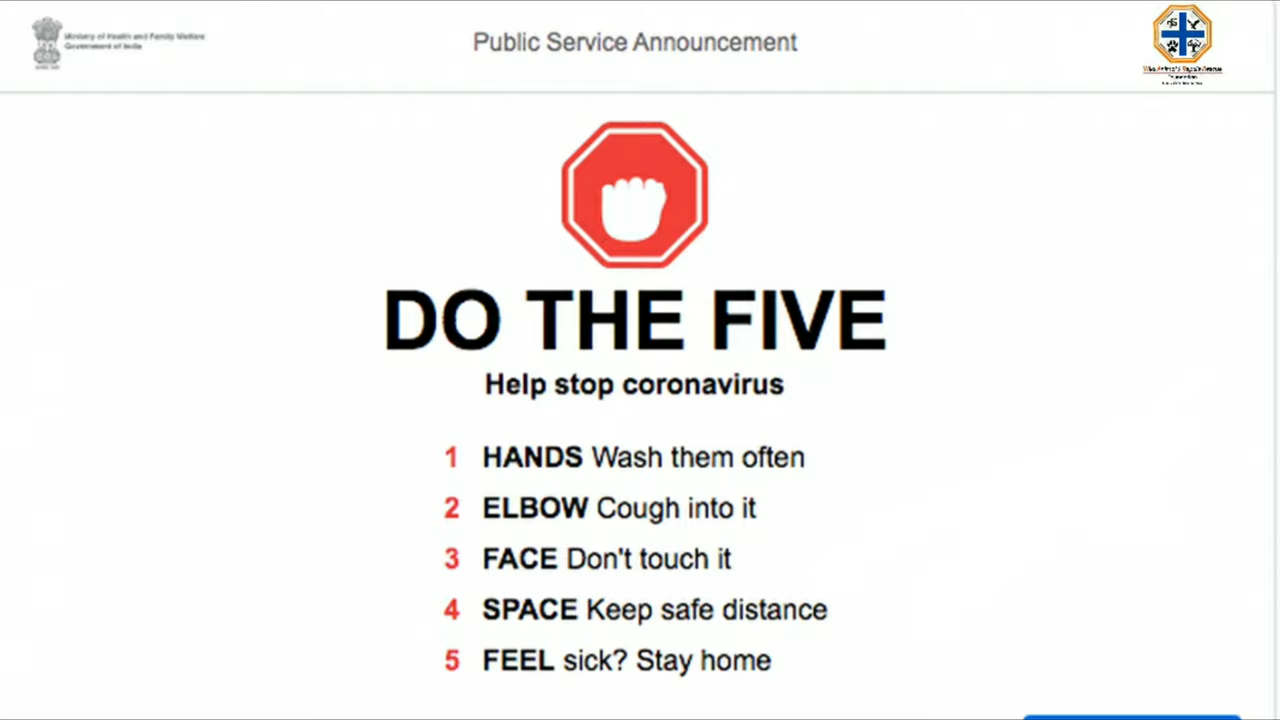 Ministry of Health and Family Welfare
Government of India
Public Service Announcement
Foundation
DO THE FIVE
Help stop coronavirus
1 HANDS Wash them often
2 ELBOW Cough into it
3 FACE Don't touch it
4 SPACE Keep safe distance
5 FEEL sick? Stay home